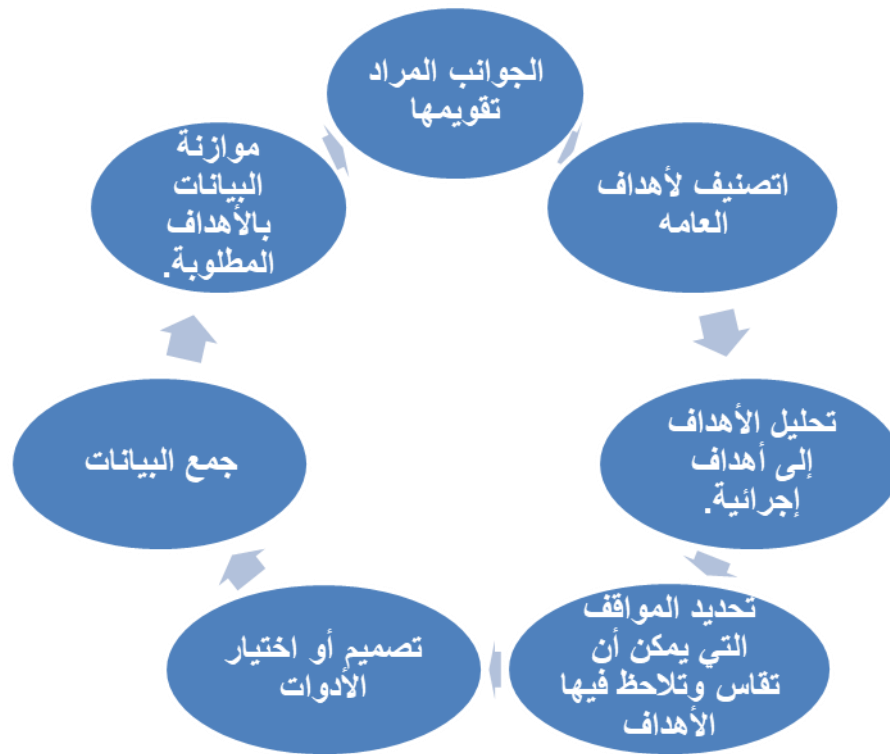 الجوانب المراد
تقويمها
اتصنيف لأهداف
العامه
تحليل الأهداف
إلى أهداف
إجرائية.
تحديد المواقف
التي يمكن أن
تقاس وتلاحظ فيها
الأهداف
تصميم أو اختيار
الأدوات
جمع البيانات
موازنة
البيانات
بالأهداف
المطلوبة.